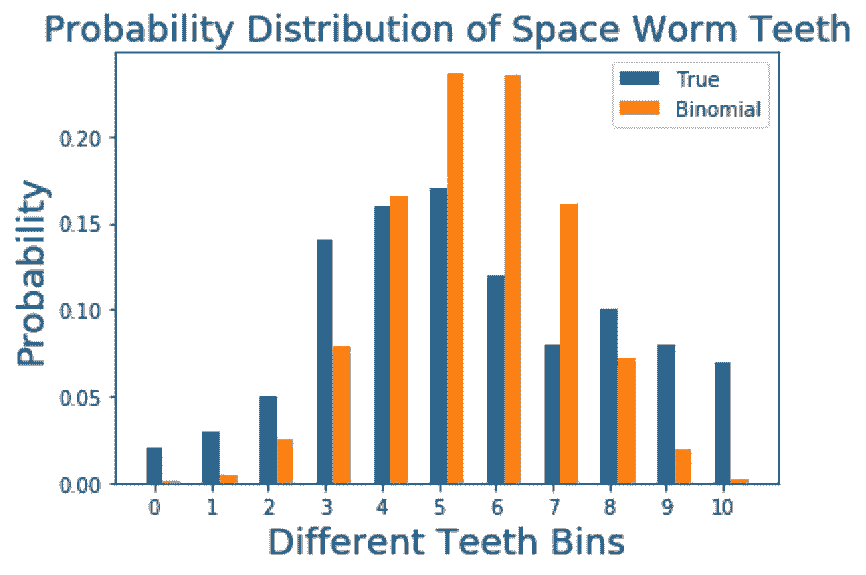 Probability Distribution of Space Worm Teeth
True
Binomial
0.20
0.15
0.10
0.05
0.00
Probability
0 1 2 3 4 5 6 7 8 9 10
Different Teeth Bins